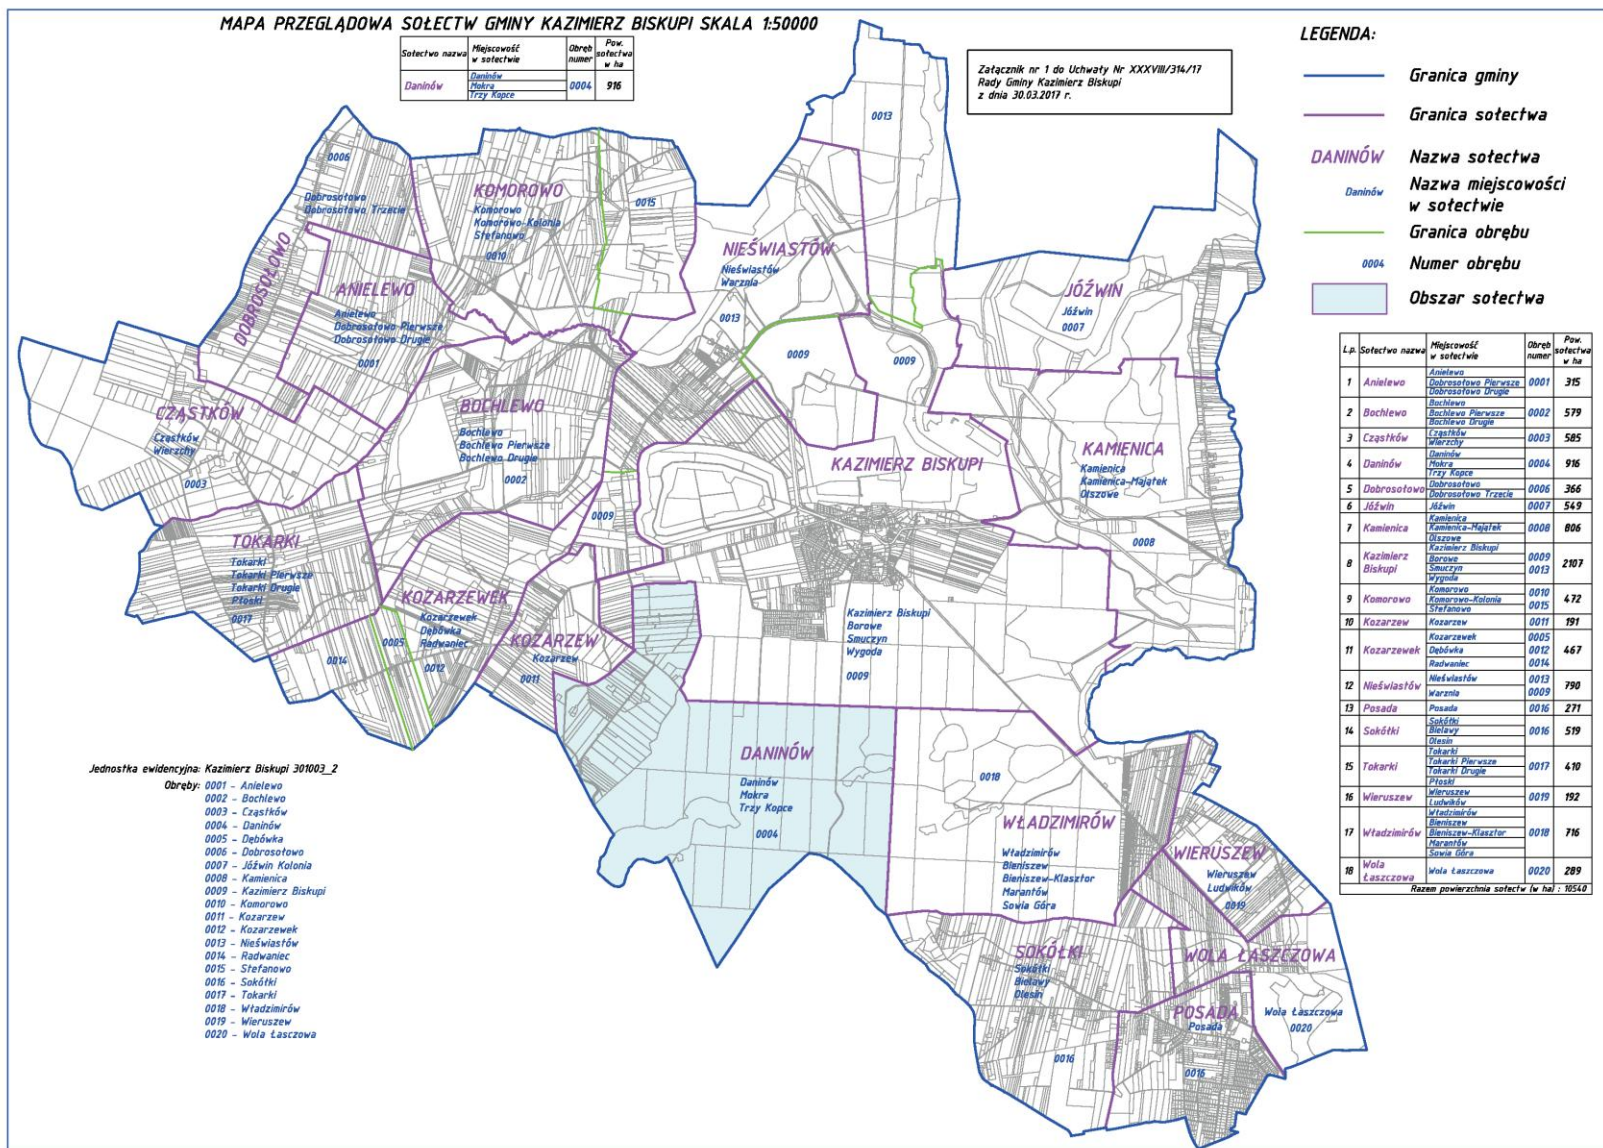 MAPA PRZEGLĄDOWA SOŁECTW GMINY KAZIMIERZ BISKUPI SKALA 1:50000
Sołectwo nazwa Miejscowość w sołectwie Obręb numer Pow. sołectwa w ha
Daninów Daninów 0004 916
Mokra
Trzy Kopce
Załącznik nr 1 do Uchwały Nr XXXVIII/314/17
Rady Gminy Kazimierz Biskupi
z dnia 30.03.2017 r.
LEGENDA:
Granica gminy
Granica sołectwa
DANINÓW Nazwa sołectwa
Daninów Nazwa miejscowości
w sołectwie
Granica obrębu
0004 Numer obrębu
Obszar sołectwa
0013
0006
Dobrosołowo
Dobrosołowo Trzecie
DOBROSOŁOWO
KOMOROWO
Komorowo
Komorowo-Kolonia
Stefanowo
0010
0015
NIEŚWIASTÓW
Nieświastów
Warznia
0013
ANIELEWO
Anielewo
Dobrosołowo Pierwsze
Dobrosołowo Drugie
0001
JÓŹWIN
Jóźwin
0007
0009
0009
CZĄSTKÓW
Cząstków
Wierzchy
0003
BOCHLEWO
Bochlewo
Bochlewo Pierwsze
Bochlewo Drugie
0002
KAZIMIERZ BISKUPI
KAMIENICA
Kamienica
Kamienica-Majątek
Olszowe
0008
0009
TOKARKI
Tokarki
Tokarki Pierwsze
Tokarki Drugie
Płoski
0017
KOZARZEWEK
Kozarzewek
Dębówka
Radwaniec
0005
0012
0014
KOZARZEW
Kozarzew
0011
Kazimierz Biskupi
Borowe
Smuczyn
Wygoda
0009
DANINÓW
Daninów
Mokra
Trzy Kopce
0004
0018
WŁADZIMIRÓW
Władzimirów
Bieniszew
Bieniszew-Klasztor
Marantów
Sowia Góra
WIERUSZEW
Wieruszew
Ludwików
0019
SOKÓŁKI
Sokółki
Bielawy
Olesin
0016
WOLA ŁASZCZOWA
Wola Łaszczowa
0020
POSADA
Posada
0016
L.p. Sołectwo nazwa Miejscowość w sołectwie Obręb numer Pow. sołectwa w ha
1 Anielewo Anielewo 0001 315
Dobrosołowo Pierwsze
Dobrosołowo Drugie
2 Bochlewo Bochlewo 0002 579
Bochlewo Pierwsze
Bochlewo Drugie
3 Cząstków Cząstków 0003 585
Wierzchy
4 Daninów Daninów 0004 916
Mokra
Trzy Kopce
5 Dobrosołowo Dobrosołowo 0006 366
Dobrosołowo Trzecie
6 Jóźwin Jóźwin 0007 549
7 Kamienica Kamienica 0008 806
Kamienica-Majątek
Olszowe
8 Kazimierz Biskupi Kazimierz Biskupi 0009 2107
Borowe
Smuczyn 0013
Wygoda
9 Komorowo Komorowo 0010 472
Komorowo-Kolonia
Stefanowo 0015
10 Kozarzew Kozarzew 0011 191
11 Kozarzewek Kozarzewek 0005 467
Dębówka 0012
Radwaniec 0014
12 Nieświastów Nieświastów 0013 790
Warznia 0009
13 Posada Posada 0016 271
14 Sokółki Sokółki 0016 519
Bielawy
Olesin
15 Tokarki Tokarki 0017 410
Tokarki Pierwsze
Tokarki Drugie
Płoski
16 Wieruszew Wieruszew 0019 192
Ludwików
17 Władzimirów Władzimirów 0018 716
Bieniszew
Bieniszew-Klasztor
Marantów
Sowia Góra
18 Wola Łaszczowa Wola Łaszczowa 0020 289
Razem powierzchnia sołectw (w ha) : 10540
Jednostka ewidencyjna: Kazimierz Biskupi 301003_2
Obręby: 0001 - Anielewo
0002 - Bochlewo
0003 - Cząstków
0004 - Daninów
0005 - Dębówka
0006 - Dobrosołowo
0007 - Jóźwin Kolonia
0008 - Kamienica
0009 - Kazimierz Biskupi
0010 - Komorowo
0011 - Kozarzew
0012 - Kozarzewek
0013 - Nieświastów
0014 - Radwaniec
0015 - Stefanowo
0016 - Sokółki
0017 - Tokarki
0018 - Władzimirów
0019 - Wieruszew
0020 - Wola Łasczowa